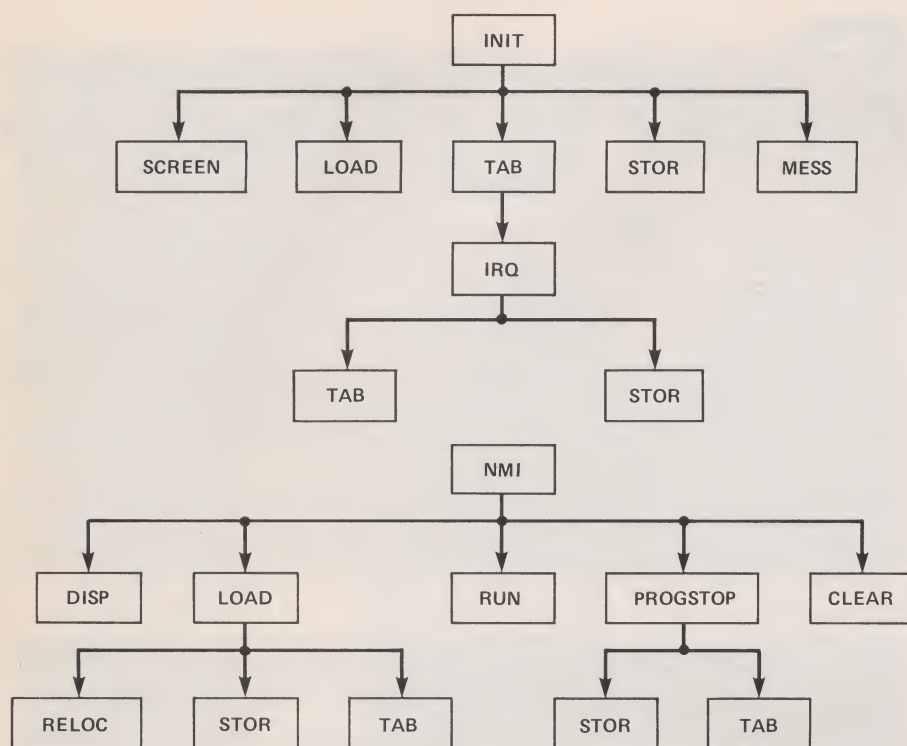 INIT
SCREEN LOAD TAB STOR MESS
IRQ
TAB STOR
NMI
DISP LOAD RUN PROGSTOP CLEAR
RELOC STOR TAB STOR TAB